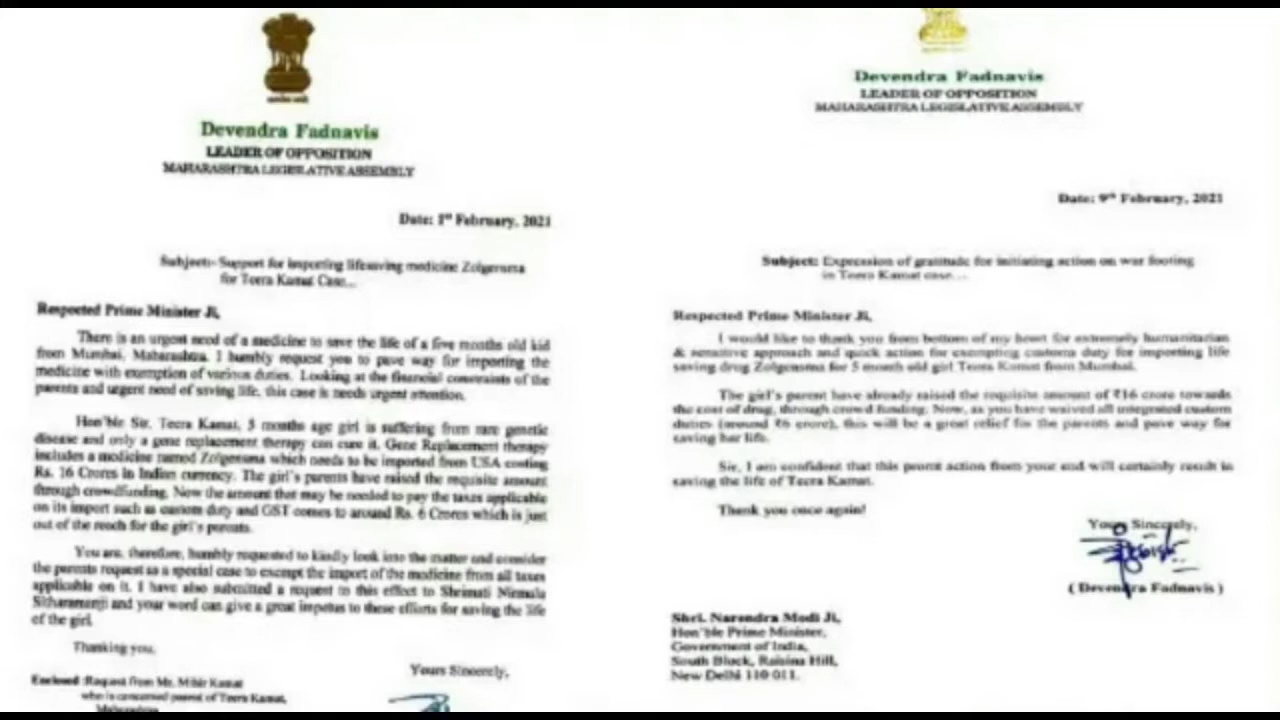 Devendra Fadnavis
LEADER OF OPPOSITION
MAHARASHTRA LEGISLATIVE ASSEMBLY
Date: 1st February, 2021
Subject:- Support for importing lifesaving medicine Zolgensma
for Teera Kamat Case...
Respected Prime Minister Ji,
There is an urgent need of a medicine to save the life of a five months old kid
from Mumbai, Maharashtra. I humbly request you to pave way for importing the
medicine with exemption of various duties. Looking at the financial constraints of the
parents and urgent need of saving life, this case is needs urgent attention.
Hon'ble Sir, Teera Kamat, 5 months age girl is suffering from rare genetic
disease and only a gene replacement therapy can cure it. Gene Replacement therapy
includes a medicine named Zolgensma which needs to be imported from USA costing
Rs. 16 Crores in Indian currency. The girl's parents have raised the requisite amount
through crowdfunding. Now the amount that may be needed to pay the taxes applicable
on its import such as custom duty and GST comes to around Rs. 6 Crores which is just
out of the reach for the girl's parents.
You are, therefore, humbly requested to kindly look into the matter and consider
the parents request as a special case to exempt the import of the medicine from all taxes
applicable on it. I have also submitted a request to this effect to Shrimati Nirmala
Sitharamanji and your word can give a great impetus to these efforts for saving the life
of the girl.
Thanking you,
Yours Sincerely,
Enclosed :Request from Mr. Mihir Kamat
who is concerned parent of Teera Kamat,
Maharashtra
Devendra Fadnavis
LEADER OF OPPOSITION
MAHARASHTRA LEGISLATIVE ASSEMBLY
Date: 9th February, 2021
Subject: Expression of gratitude for initiating action on war footing
in Teera Kamat case...
Respected Prime Minister Ji,
I would like to thank you from bottom of my heart for extremely humanitarian
& sensitive approach and quick action for exempting customs duty for importing life
saving drug Zolgensma for 5 month old girl Teera Kamat from Mumbai.
The girl's parent have already raised the requisite amount of ₹16 crore towards
the cost of drug, through crowd funding. Now, as you have waived all integrated custom
duties (around ₹6 crore), this will be a great relief for the parents and pave way for
saving her life.
Sir, I am confident that this promt action from your end will certainly result in
saving the life of Teera Kamat.
Thank you once again!
Yours Sincerely,
( Devendra Fadnavis )
Shri. Narendra Modi Ji,
Hon'ble Prime Minister,
Government of India,
South Block, Raisina Hill,
New Delhi 110 011.